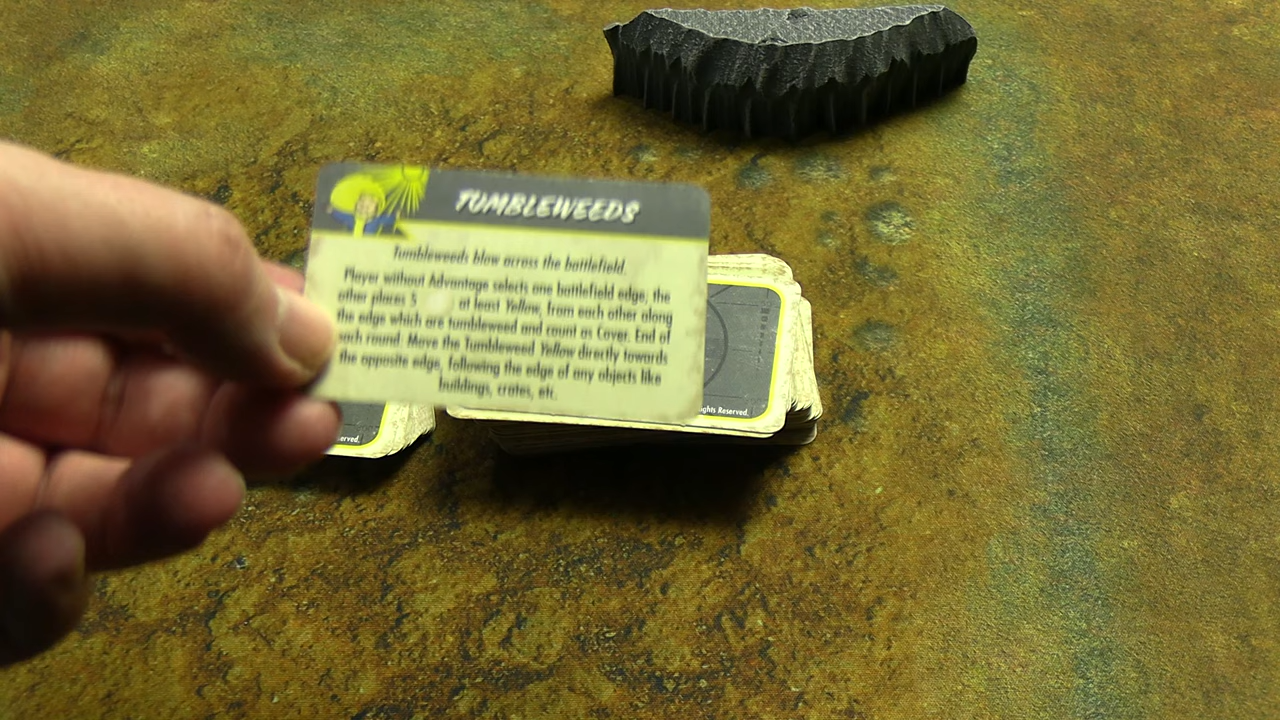 TUMBLEWEEDS
Tumbleweeds blow across the battlefield.
Player without Advantage selects one battlefield edge, the
other places 5 at least Yellow, from each other along
the edge which are tumbleweed and count as Cover. End of
each round. Move the Tumbleweed Yellow directly towards
the opposite edge, following the edge of any objects like
buildings, crates, etc.
ights Reserved.
erved.